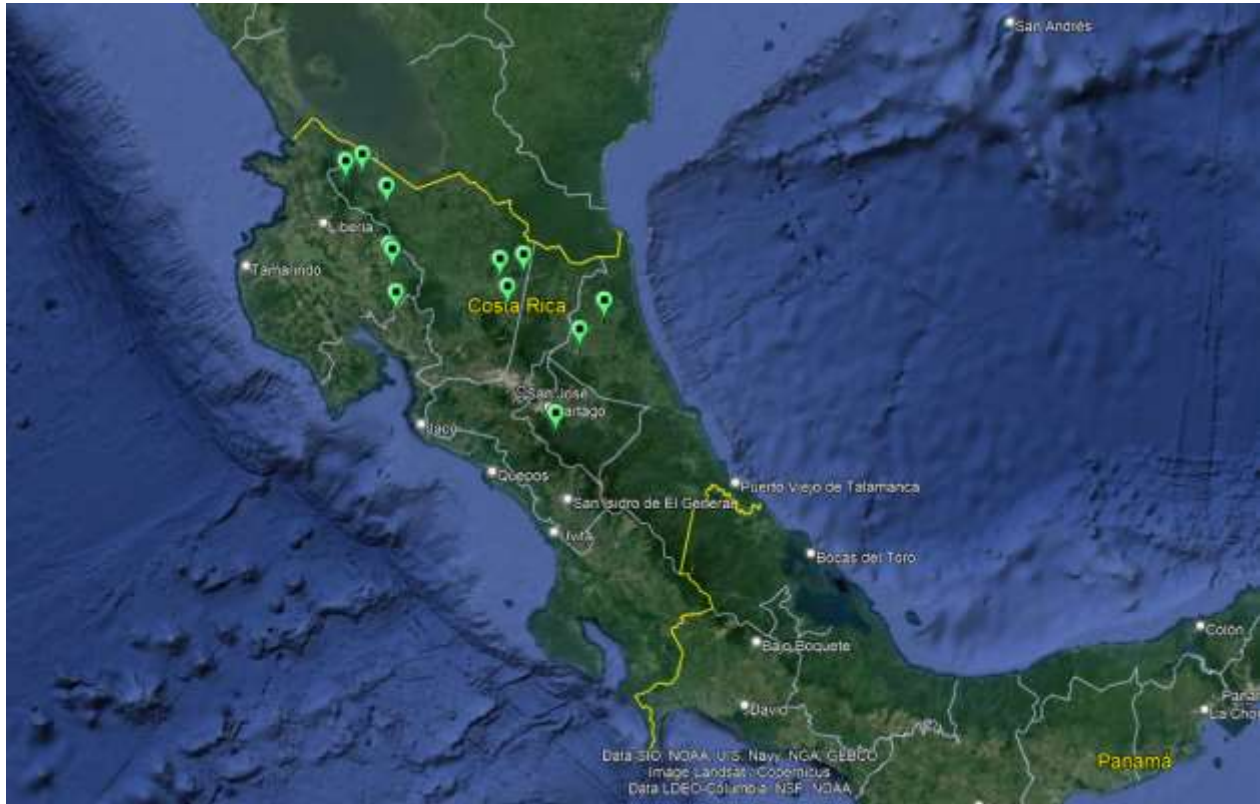 San Andrés
Liberia
Tamarindo
Costa Rica
San José
Cartago
Jaco
Quepos
Puerto Viejo de Talamanca
San Isidro de El General
Uvita
Bocas del Toro
Colón
Bajo Boquete
David
La Chor
Panamá
Data SIO, NOAA, U.S. Navy, NGA, GEBCO
Image Landsat / Copernicus
Data LDEO-Columbia, NSF, NOAA